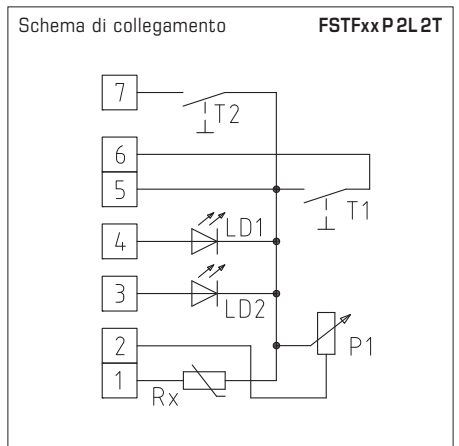 Schema di collegamento FSTFxx P 2L 2T
7
T2
6
5
T1
4
LD1
3
LD2
2
P1
1
Rx